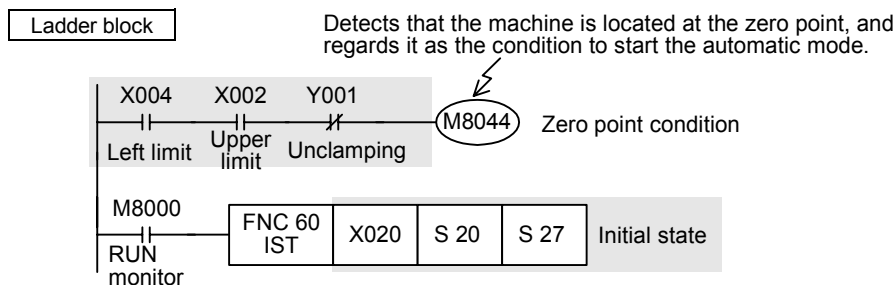 Ladder block
Detects that the machine is located at the zero point, and
regards it as the condition to start the automatic mode.
X004 X002 Y001
M8044 Zero point condition
Left limit Upper limit Unclamping
M8000
FNC 60
IST
X020 S 20 S 27 Initial state
RUN
monitor